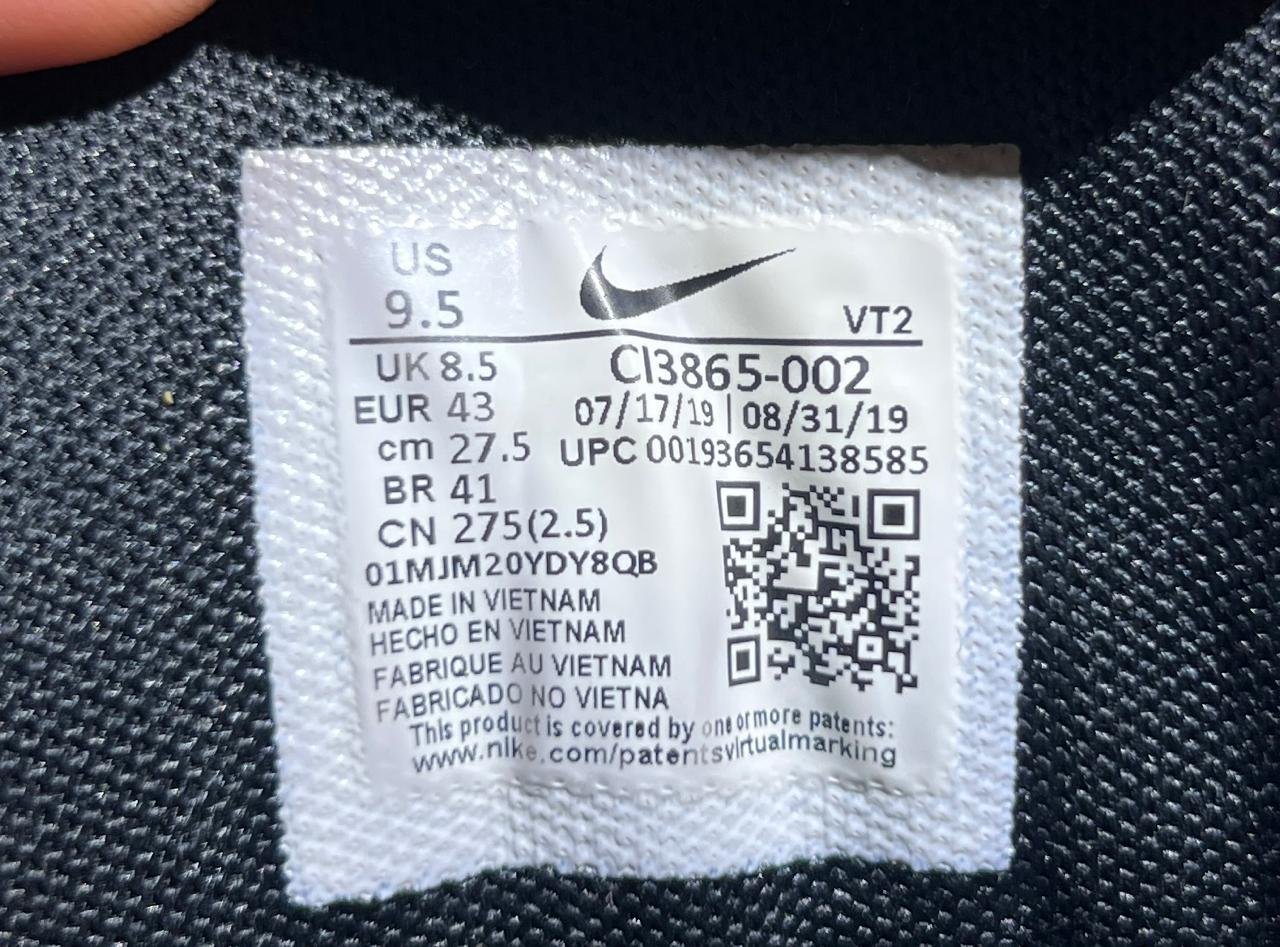 US
9.5
VT2
UK 8.5
CI3865-002
EUR 43
07/17/19 | 08/31/19
cm 27.5
UPC 00193654138585
BR 41
CN 275(2.5)
01MJM20YDY8QB
MADE IN VIETNAM
HECHO EN VIETNAM
FABRIQUE AU VIETNAM
FABRICADO NO VIETNA
This product is covered by one or more patents:
www.nike.com/patentsvirtualmarking